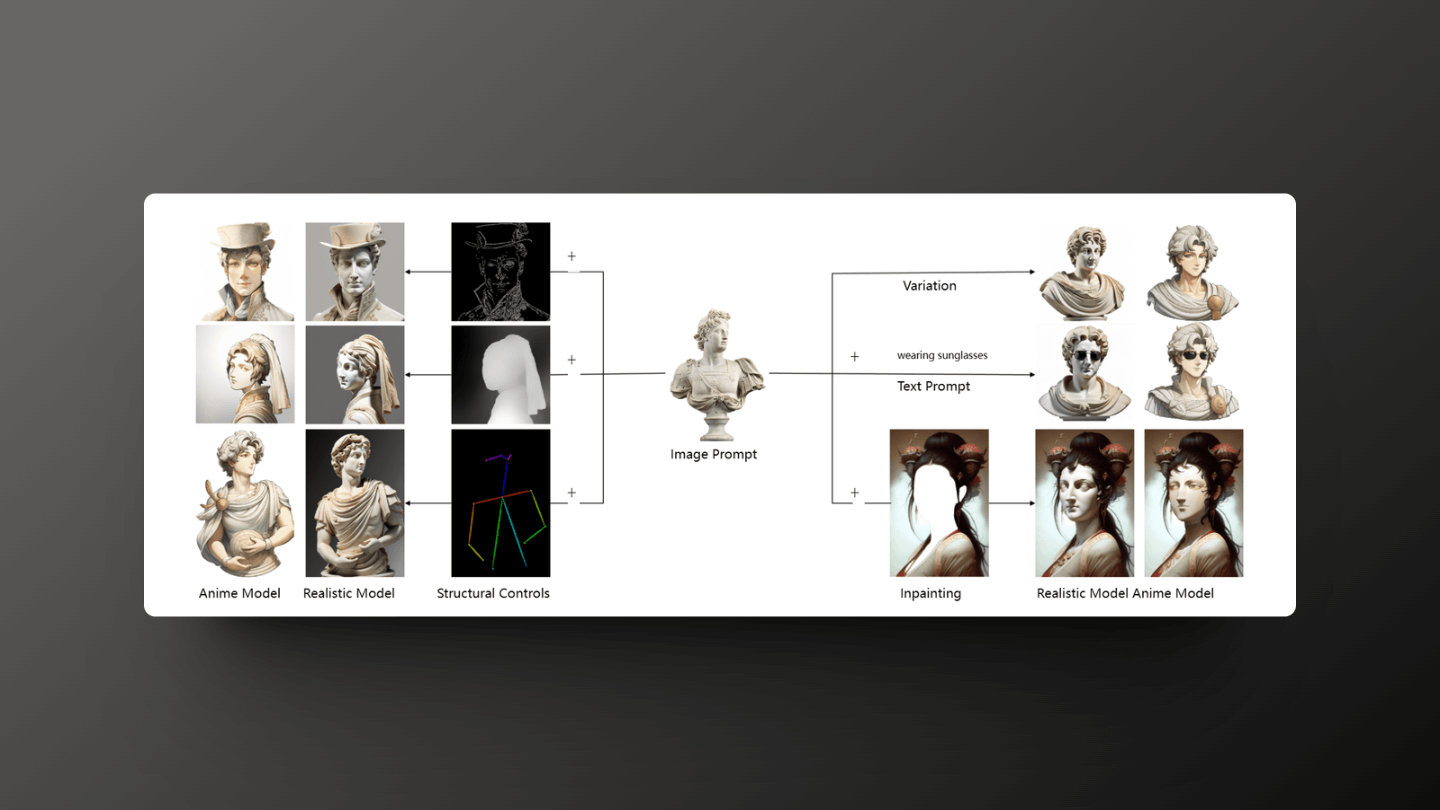 +
Variation
+
wearing sunglasses
+
Text Prompt
Image Prompt
+
+
Anime Model
Realistic Model
Structural Controls
Inpainting
Realistic Model Anime Model